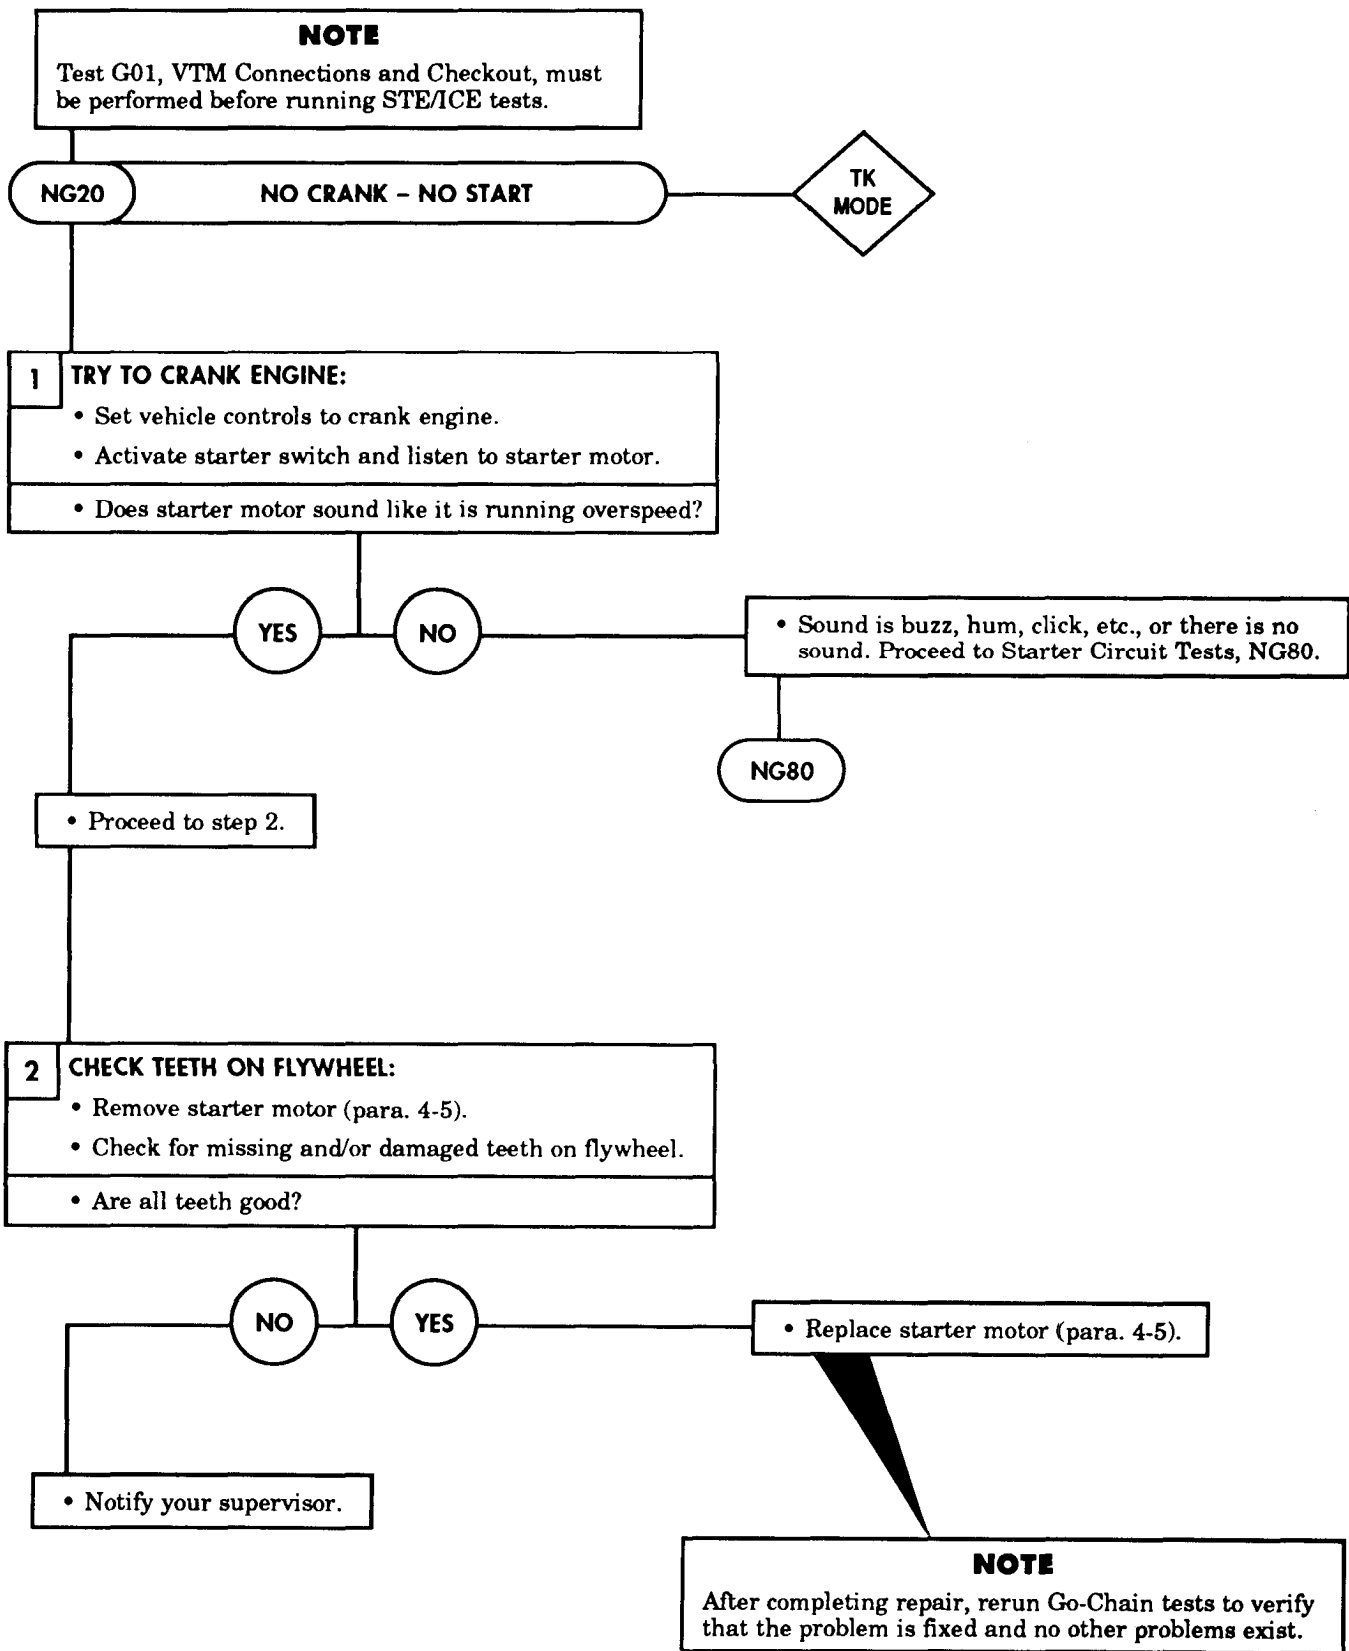 NOTE
Test G01, VTM Connections and Checkout, must
be performed before running STE/ICE tests.
NG20
NO CRANK – NO START
TK
MODE
1
TRY TO CRANK ENGINE:
• Set vehicle controls to crank engine.
• Activate starter switch and listen to starter motor.
• Does starter motor sound like it is running overspeed?
YES
NO
• Sound is buzz, hum, click, etc., or there is no
sound. Proceed to Starter Circuit Tests, NG80.
NG80
• Proceed to step 2.
2
CHECK TEETH ON FLYWHEEL:
• Remove starter motor (para. 4-5).
• Check for missing and/or damaged teeth on flywheel.
• Are all teeth good?
NO
YES
• Replace starter motor (para. 4-5).
• Notify your supervisor.
NOTE
After completing repair, rerun Go-Chain tests to verify
that the problem is fixed and no other problems exist.